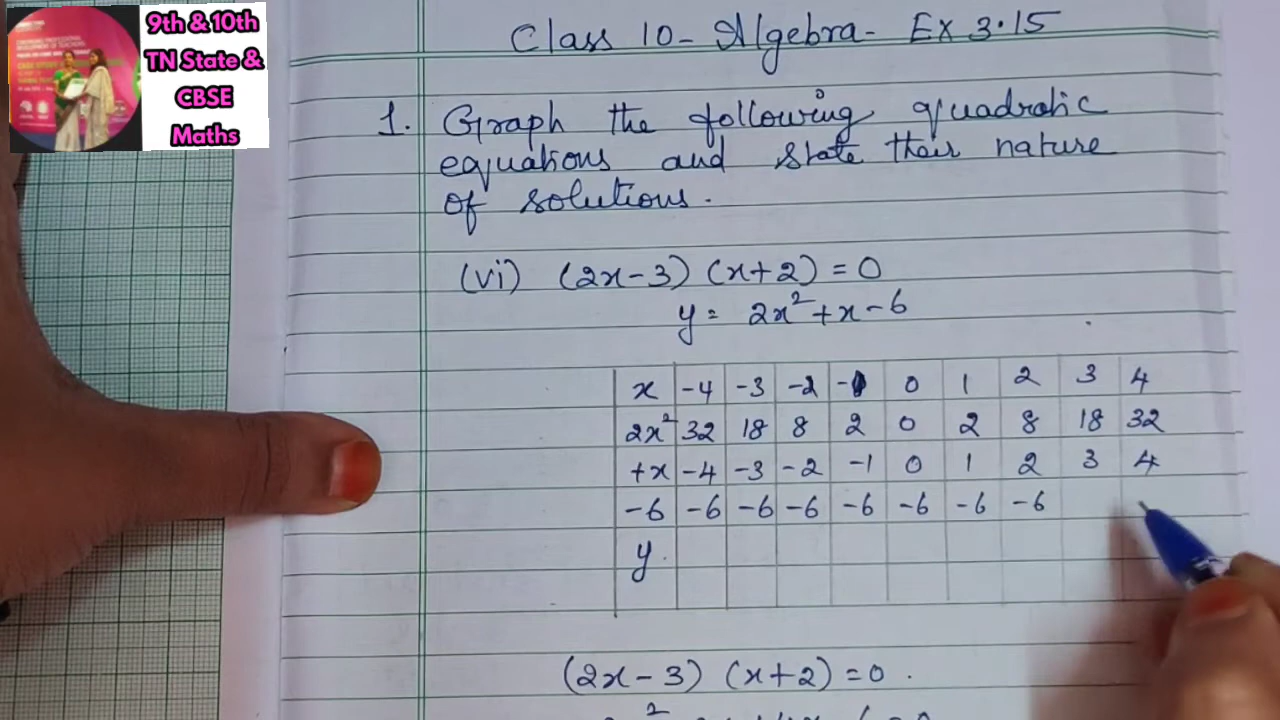 9th & 10th
TN State &
CBSE
Maths
Class 10 - Algebra - Ex 3.15
1. Graph the following quadratic
equations and state their nature
of solutions.
(vi) (2x-3) (x+2) = 0
y = 2x² + x - 6
x -4 -3 -2 -1 0 1 2 3 4
2x² 32 18 8 2 0 2 8 18 32
+x -4 -3 -2 -1 0 1 2 3 4
-6 -6 -6 -6 -6 -6 -6 -6
y
(2x-3) (x+2) = 0.